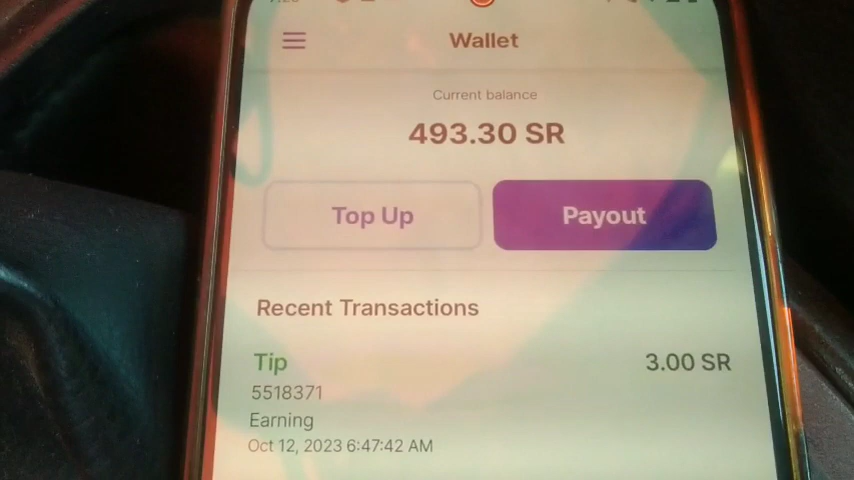 Wallet
Current balance
493.30 SR
Top Up
Payout
Recent Transactions
Tip
3.00 SR
5518371
Earning
Oct 12, 2023 6:47:42 AM